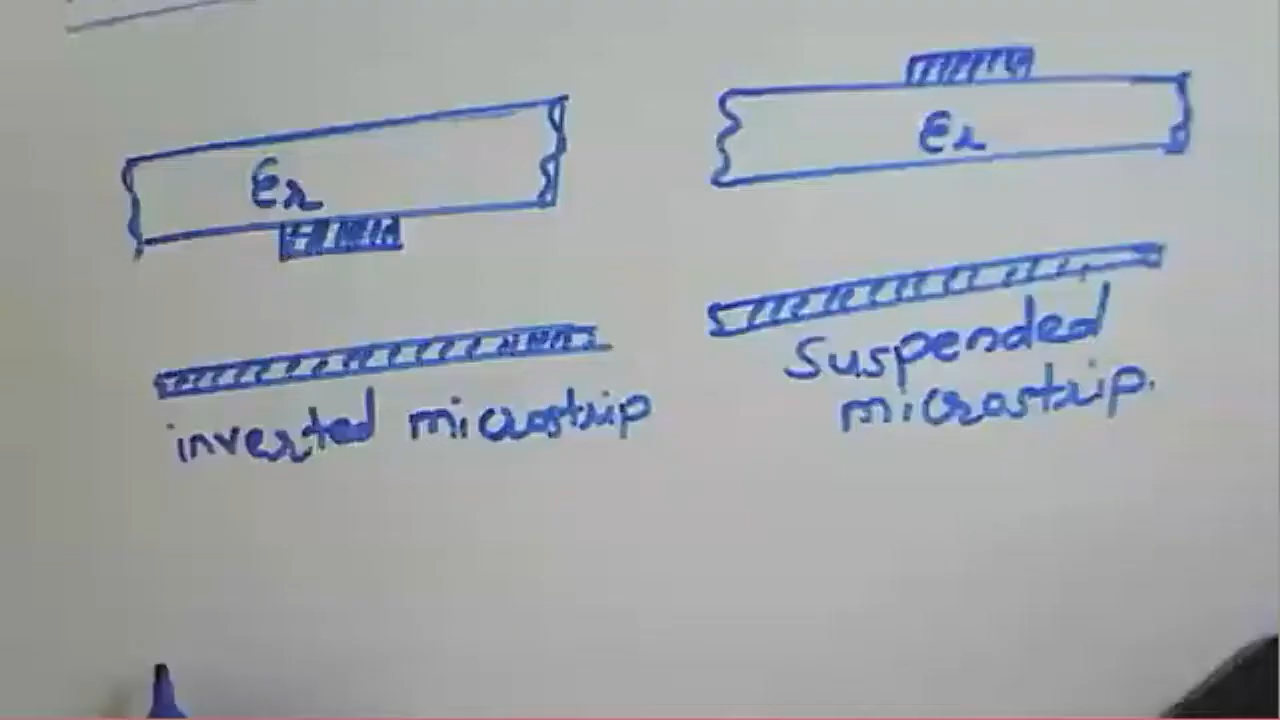 εr
εr
inverted microstrip
Suspended
microstrip.